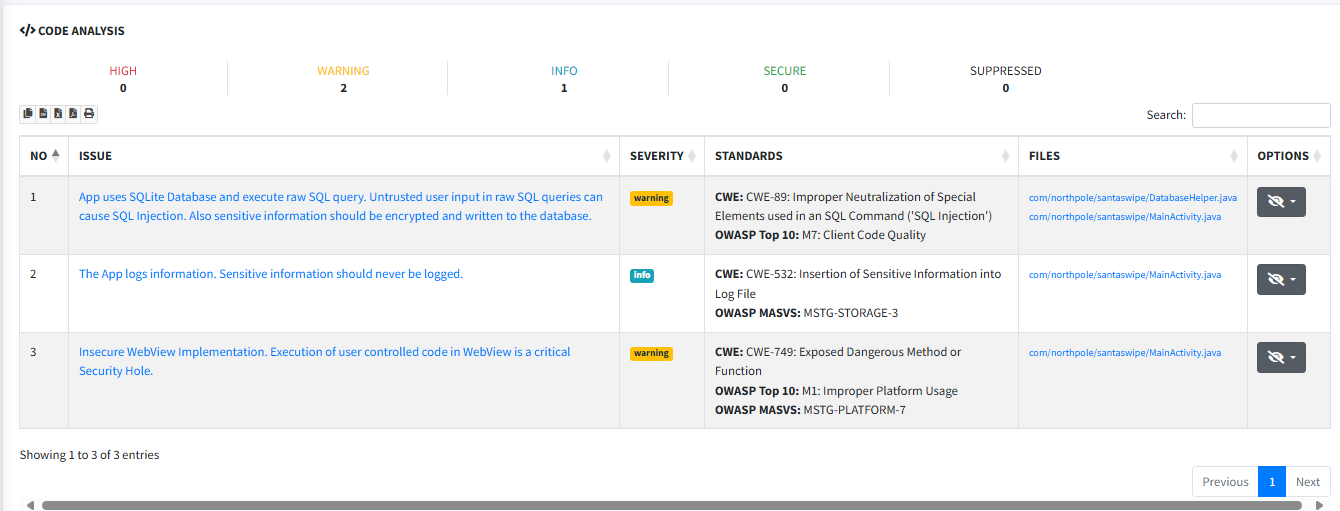 CODE ANALYSIS
HIGH WARNING INFO SECURE SUPPRESSED
0 2 1 0 0
Search:
NO ISSUE SEVERITY STANDARDS FILES OPTIONS
1 App uses SQLite Database and execute raw SQL query. Untrusted user input in raw SQL queries can warning CWE: CWE-89: Improper Neutralization of Special com/northpole/santaswipe/DatabaseHelper.java
cause SQL Injection. Also sensitive information should be encrypted and written to the database. Elements used in an SQL Command ('SQL Injection') com/northpole/santaswipe/MainActivity.java
OWASP Top 10: M7: Client Code Quality
2 The App logs information. Sensitive information should never be logged. info CWE: CWE-532: Insertion of Sensitive Information into com/northpole/santaswipe/MainActivity.java
Log File
OWASP MASVS: MSTG-STORAGE-3
3 Insecure WebView Implementation. Execution of user controlled code in WebView is a critical warning CWE: CWE-749: Exposed Dangerous Method or com/northpole/santaswipe/MainActivity.java
Security Hole. Function
OWASP Top 10: M1: Improper Platform Usage
OWASP MASVS: MSTG-PLATFORM-7
Showing 1 to 3 of 3 entries
Previous 1 Next